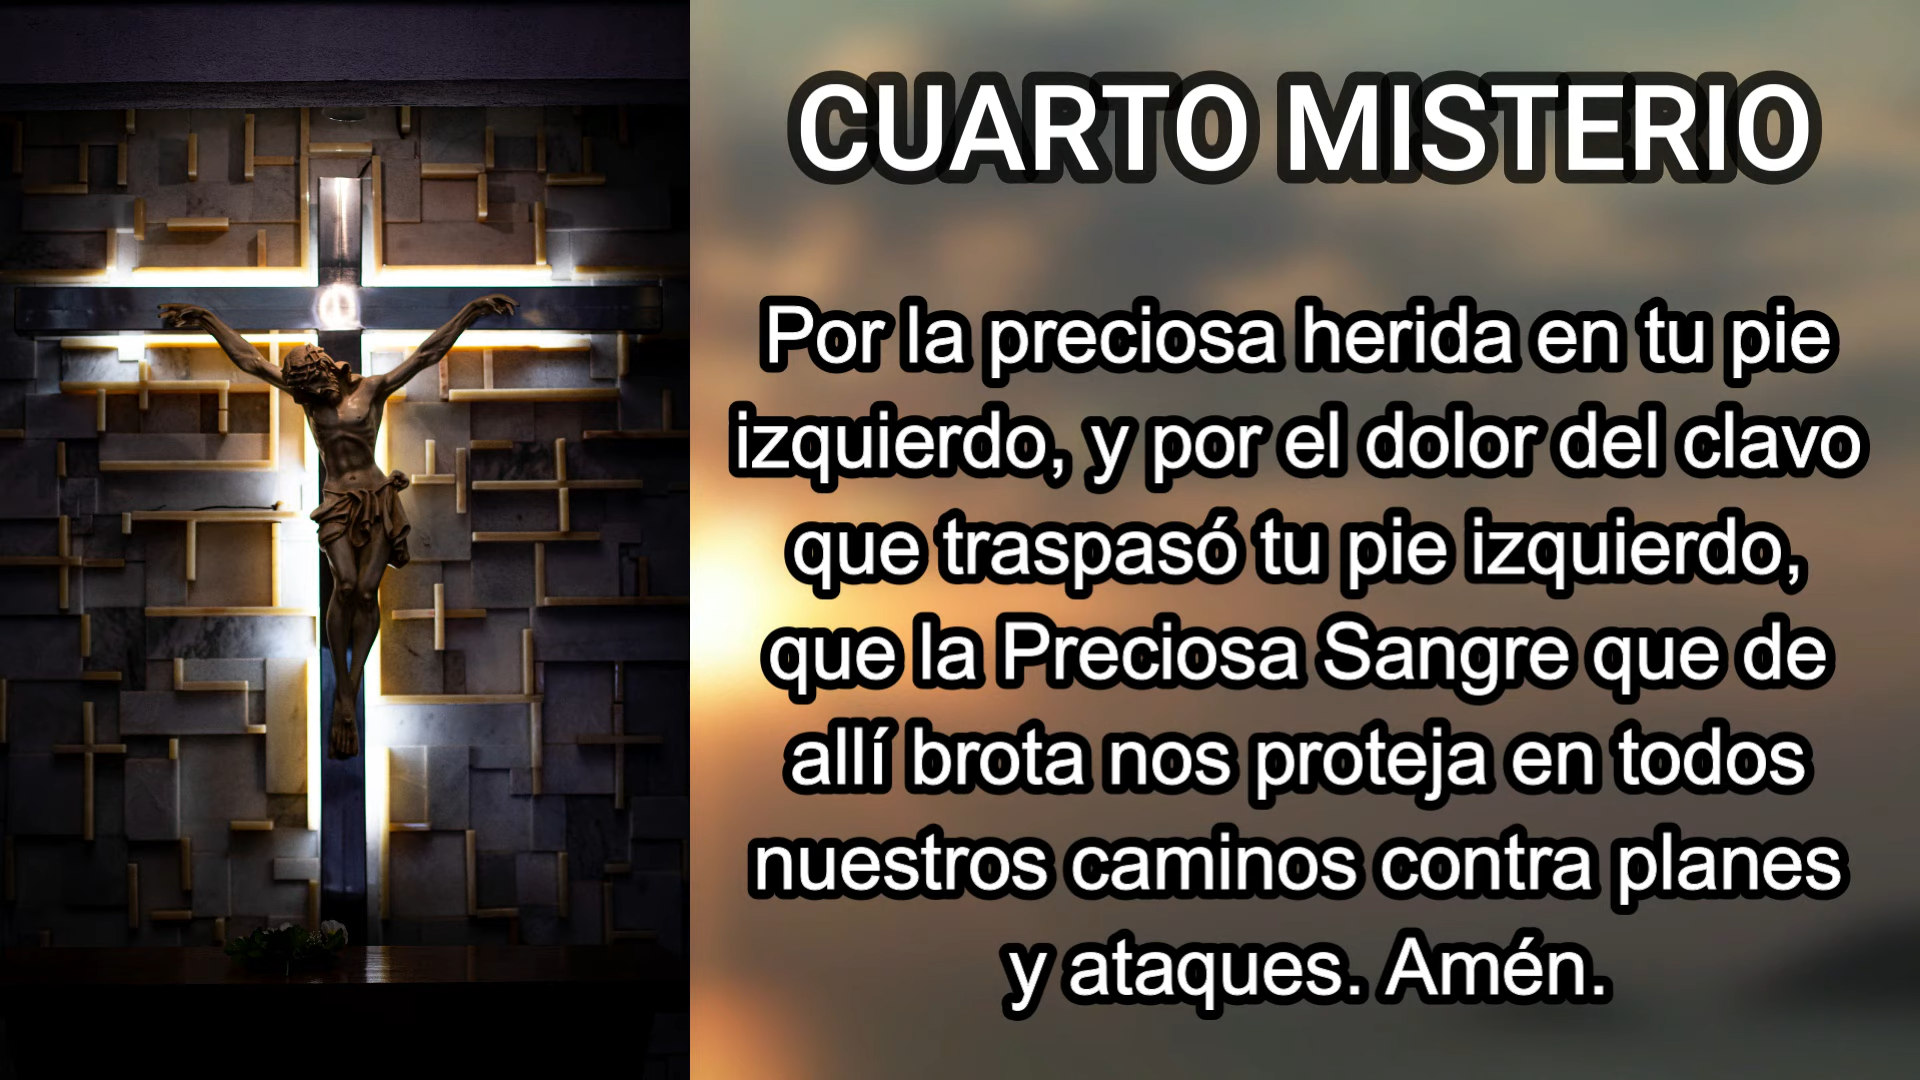 CUARTO MISTERIO
Por la preciosa herida en tu pie
izquierdo, y por el dolor del clavo
que traspasó tu pie izquierdo,
que la Preciosa Sangre que de
allí brota nos proteja en todos
nuestros caminos contra planes
y ataques. Amén.